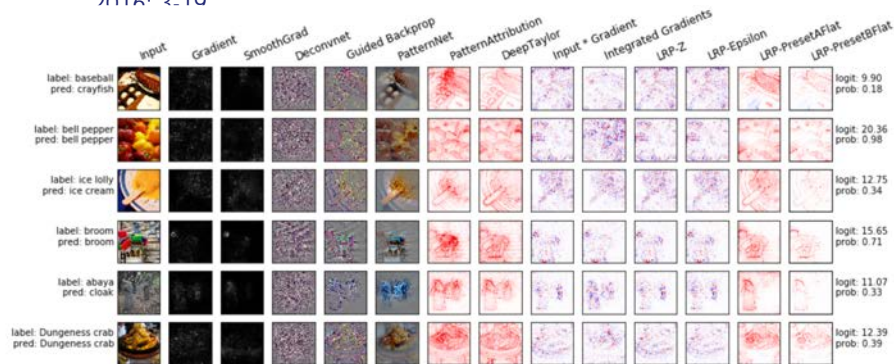 2016: 3-19
Input
Gradient
SmoothGrad
Deconvnet
Guided Backprop
PatternNet
PatternAttribution
DeepTaylor
Input * Gradient
Integrated Gradients
LRP-Z
LRP-Epsilon
LRP-PresetAFlat
LRP-PresetBFlat
label: baseball
pred: crayfish
logit: 9.90
prob: 0.18
label: bell pepper
pred: bell pepper
logit: 20.36
prob: 0.98
label: ice lolly
pred: ice cream
logit: 12.75
prob: 0.34
label: broom
pred: broom
logit: 15.65
prob: 0.71
label: abaya
pred: cloak
logit: 11.07
prob: 0.33
label: Dungeness crab
pred: Dungeness crab
logit: 12.39
prob: 0.39